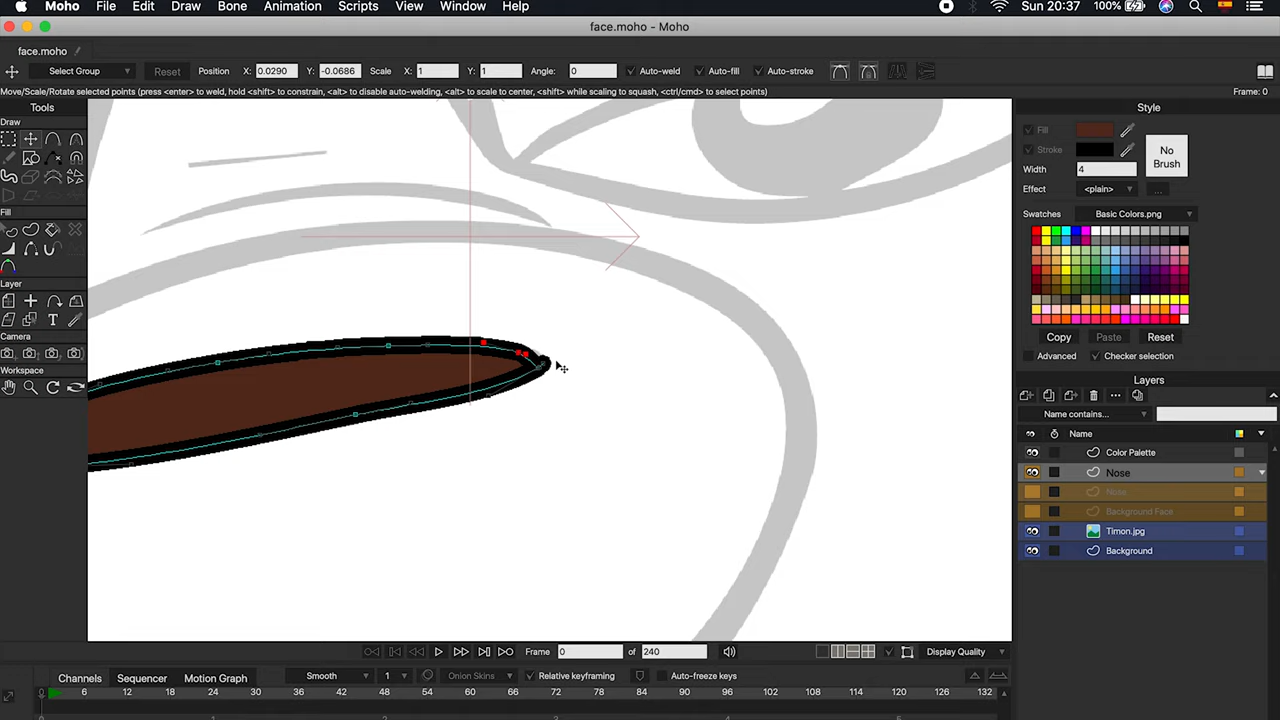 Moho File Edit Draw Bone Animation Scripts View Window Help 100% Sun 20:37
face.moho - Moho
face.moho
Select Group Reset Position X: 0.0290 Y: -0.0686 Scale X: 1 Y: 1 Angle: 0 Auto-weld Auto-fill Auto-stroke
Move/Scale/Rotate selected points (press <enter> to weld, hold <shift> to constrain, <alt> to disable auto-welding, <alt> to scale to center, <shift> while scaling to squash, <ctrl/cmd> to select points)
Frame: 0
Tools
Draw
Fill
Layer
Camera
Workspace
Style
Fill
Stroke
No Brush
Width 4
Effect <plain> ...
Swatches Basic Colors.png
Copy Paste Reset
Advanced Checker selection
Layers
Name contains...
Name
Color Palette
Nose
Nose
Background Face
Timon.jpg
Background
Frame 0 of 240 Display Quality
Channels Sequencer Motion Graph Smooth 1 Onion Skins Relative keyframing Auto-freeze keys
6 12 18 24 30 36 42 48 54 60 66 72 78 84 90 96 102 108 114 120 126 132